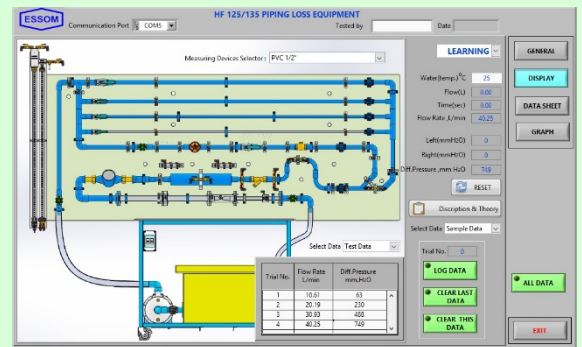 ESSOM
HF 125/135 PIPING LOSS EQUIPMENT
Communication Port COM5
Tested by
Date
Measuring Devices Selector : PVC 1/2"
LEARNING
Water(temp.) °C 25
Flow(L) 0.00
Time(sec) 0.00
Flow Rate ,L/min 40.25
Left(mmH2O) 0
Right(mmH2O) 0
Diff.Pressure ,mm H2O 749
RESET
Discription & Theory
Select Data Sample Data
Trial No. 0
LOG DATA
CLEAR LAST
DATA
CLEAR THIS
DATA
GENERAL
DISPLAY
DATA SHEET
GRAPH
ALL DATA
EXIT
Select Data Test Data
Trial No. Flow Rate L/min Diff.Pressure mm.H2O
1 10.61 63
2 20.19 230
3 30.93 488
4 40.25 749